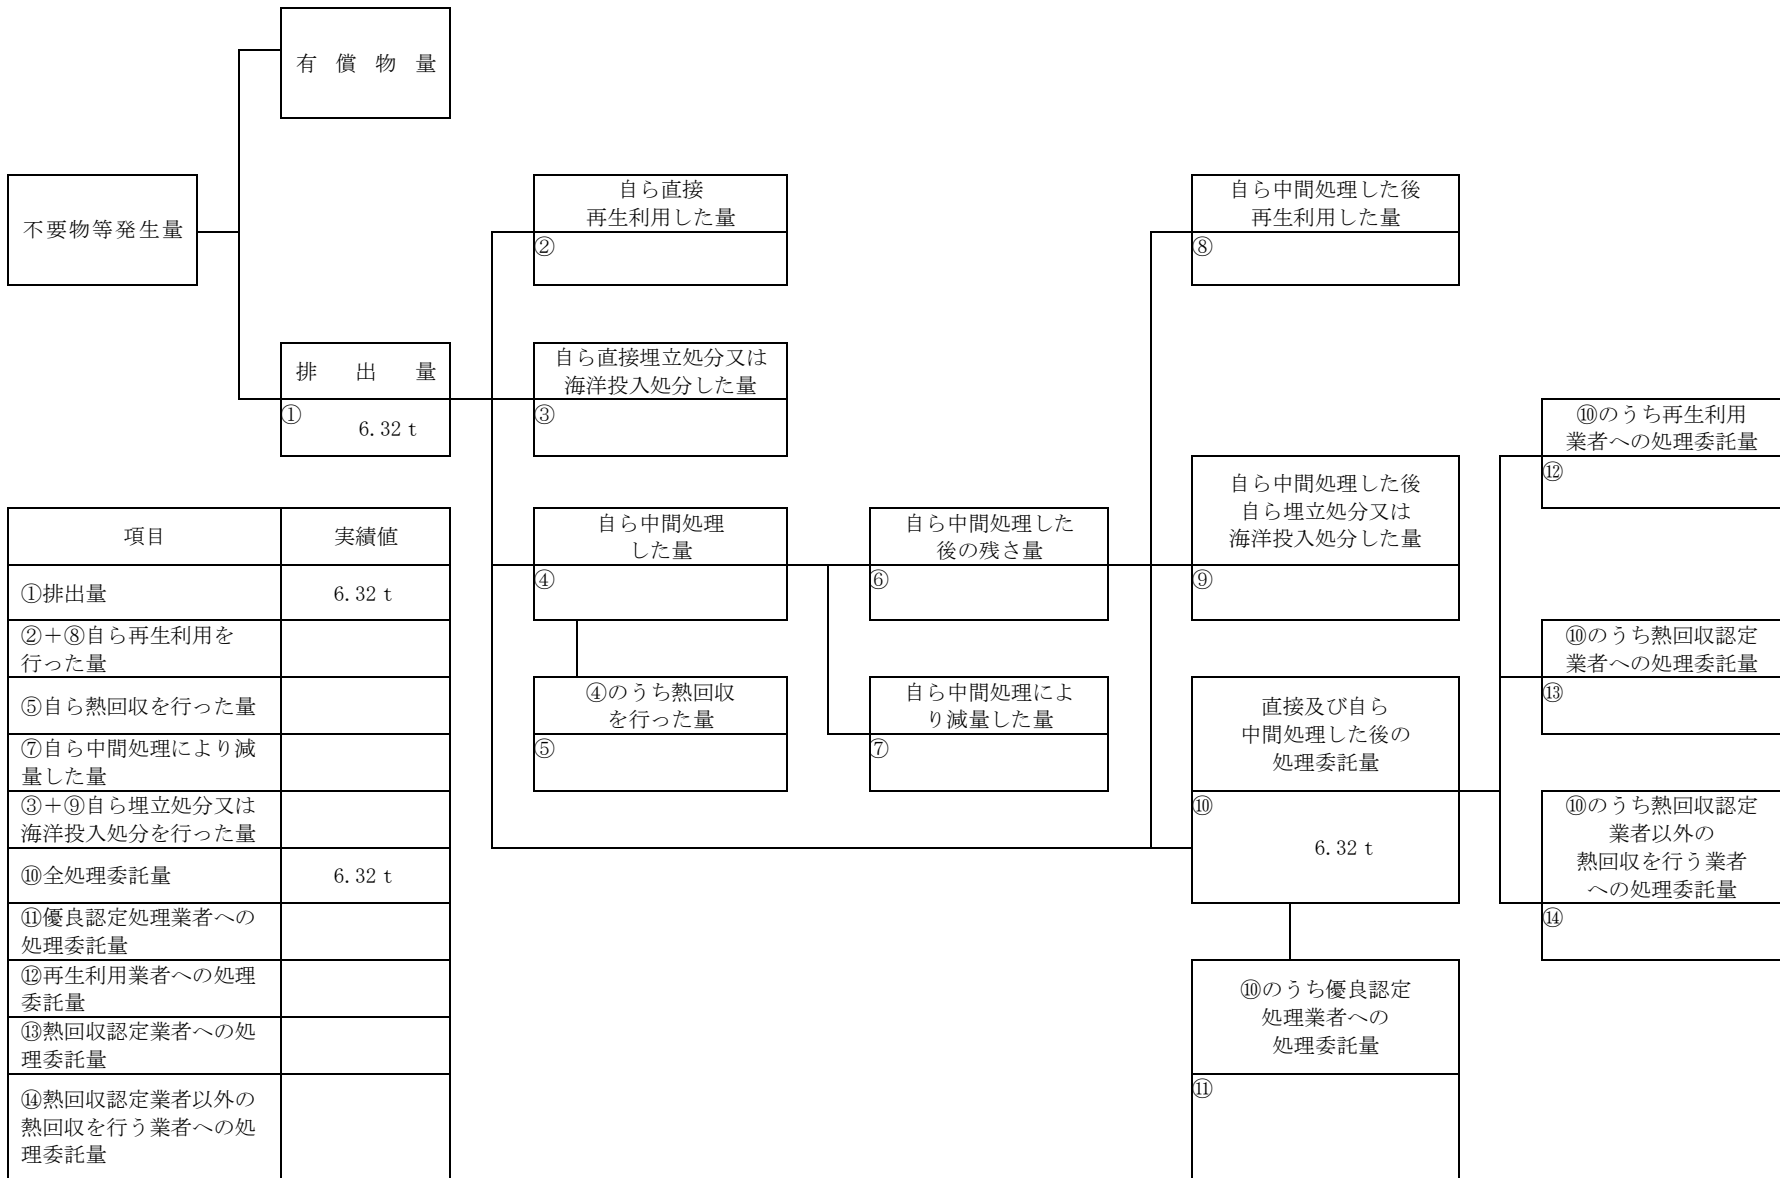 有償物量
不要物等発生量
自ら直接
再生利用した量
②
自ら中間処理した後
再生利用した量
⑧
排出量
①
6.32 t
自ら直接埋立処分又は
海洋投入処分した量
③
⑩のうち再生利用
業者への処理委託量
⑫
自ら中間処理
した量
④
自ら中間処理した
後の残さ量
⑥
自ら中間処理した後
自ら埋立処分又は
海洋投入処分した量
⑨
⑩のうち熱回収認定
業者への処理委託量
⑬
④のうち熱回収
を行った量
⑤
自ら中間処理によ
り減量した量
⑦
直接及び自ら
中間処理した後の
処理委託量
⑩
6.32 t
⑩のうち熱回収認定
業者以外の
熱回収を行う業者
への処理委託量
⑭
⑩のうち優良認定
処理業者への
処理委託量
⑪
項目 実績値
①排出量 6.32 t
②+⑧自ら再生利用を
行った量
⑤自ら熱回収を行った量
⑦自ら中間処理により減
量した量
③+⑨自ら埋立処分又は
海洋投入処分を行った量
⑩全処理委託量 6.32 t
⑪優良認定処理業者への
処理委託量
⑫再生利用業者への処理
委託量
⑬熱回収認定業者への処
理委託量
⑭熱回収認定業者以外の
熱回収を行う業者への処
理委託量